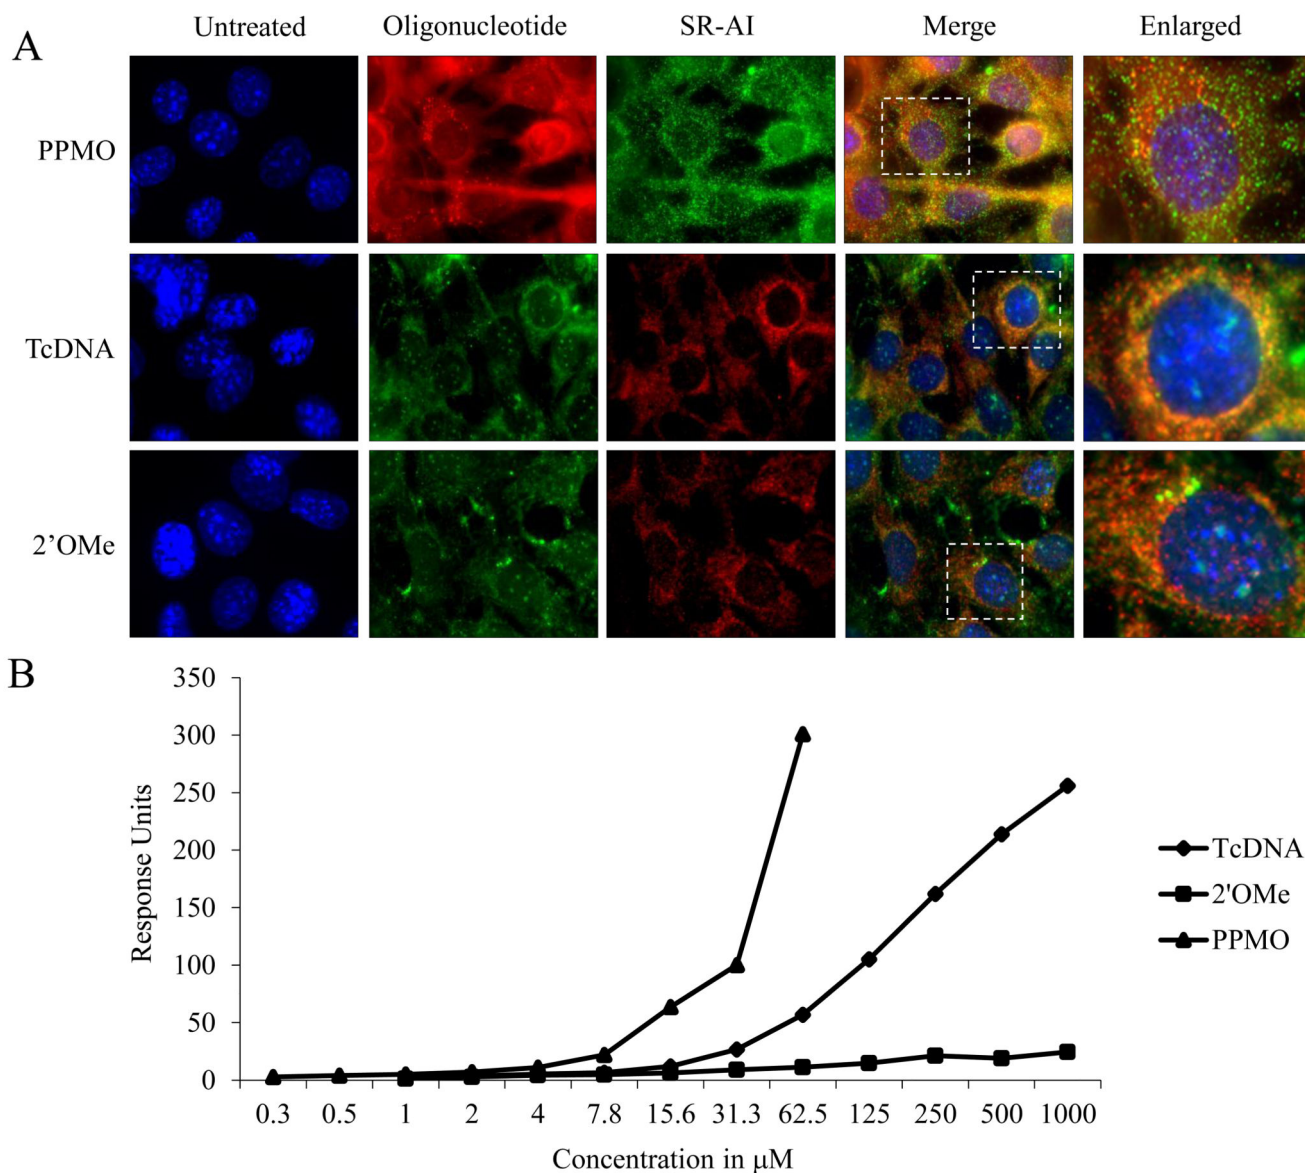 A
Untreated Oligonucleotide SR-AI Merge Enlarged
PPMO
TcDNA
2'OMe
B
350
300
250
200
150
100
50
0
Response Units
0.3 0.5 1 2 4 7.8 15.6 31.3 62.5 125 250 500 1000
Concentration in µM
TcDNA
2'OMe
PPMO